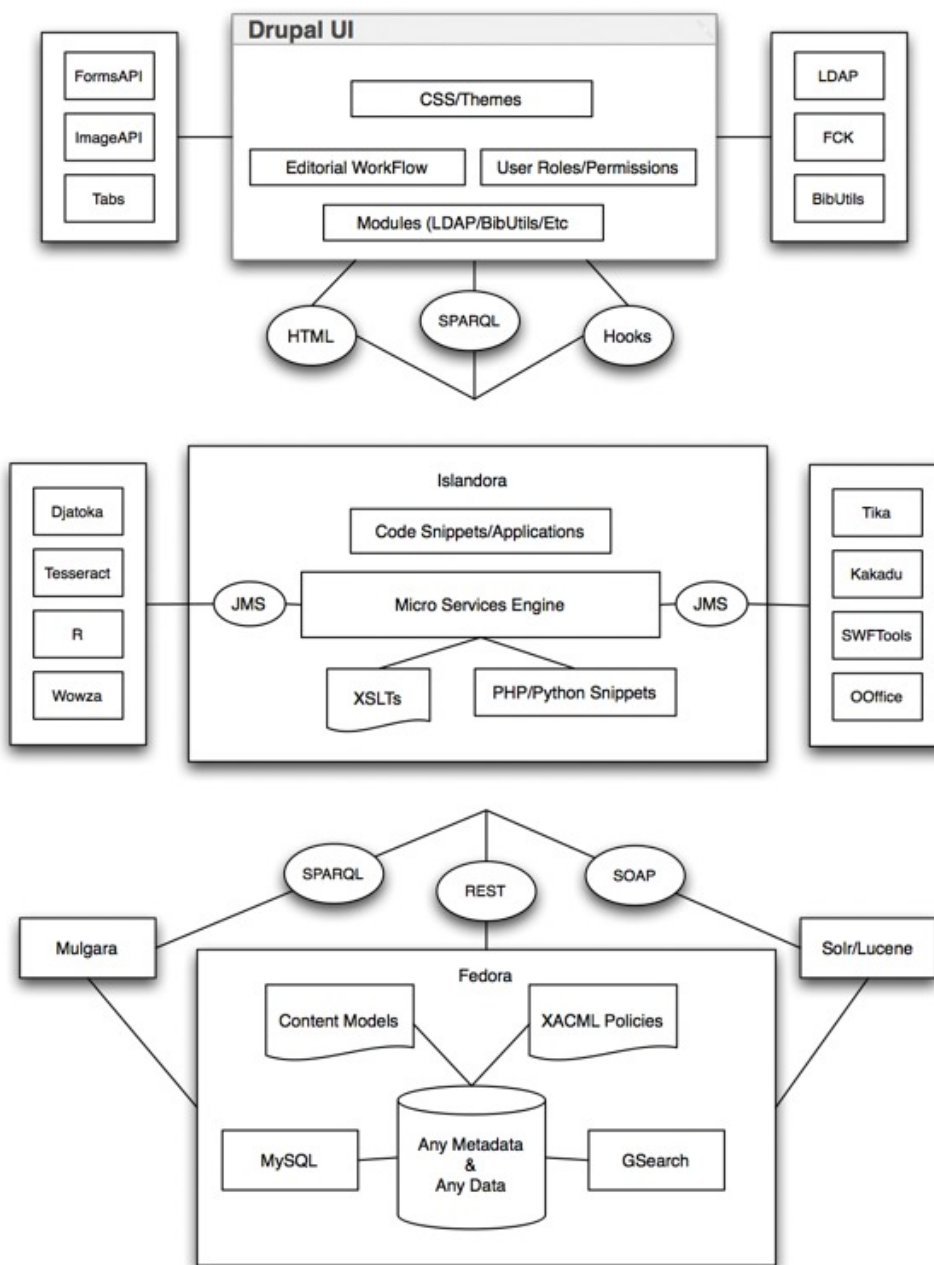 Drupal UI
FormsAPI
ImageAPI
Tabs
CSS/Themes
Editorial WorkFlow
User Roles/Permissions
Modules (LDAP/BibUtils/Etc
LDAP
FCK
BibUtils
HTML
SPARQL
Hooks
Islandora
Djatoka
Tesseract
R
Wowza
Code Snippets/Applications
JMS
Micro Services Engine
JMS
XSLTs
PHP/Python Snippets
Tika
Kakadu
SWFTools
OOffice
SPARQL
REST
SOAP
Mulgara
Solr/Lucene
Fedora
Content Models
XACML Policies
MySQL
Any Metadata
&
Any Data
GSearch